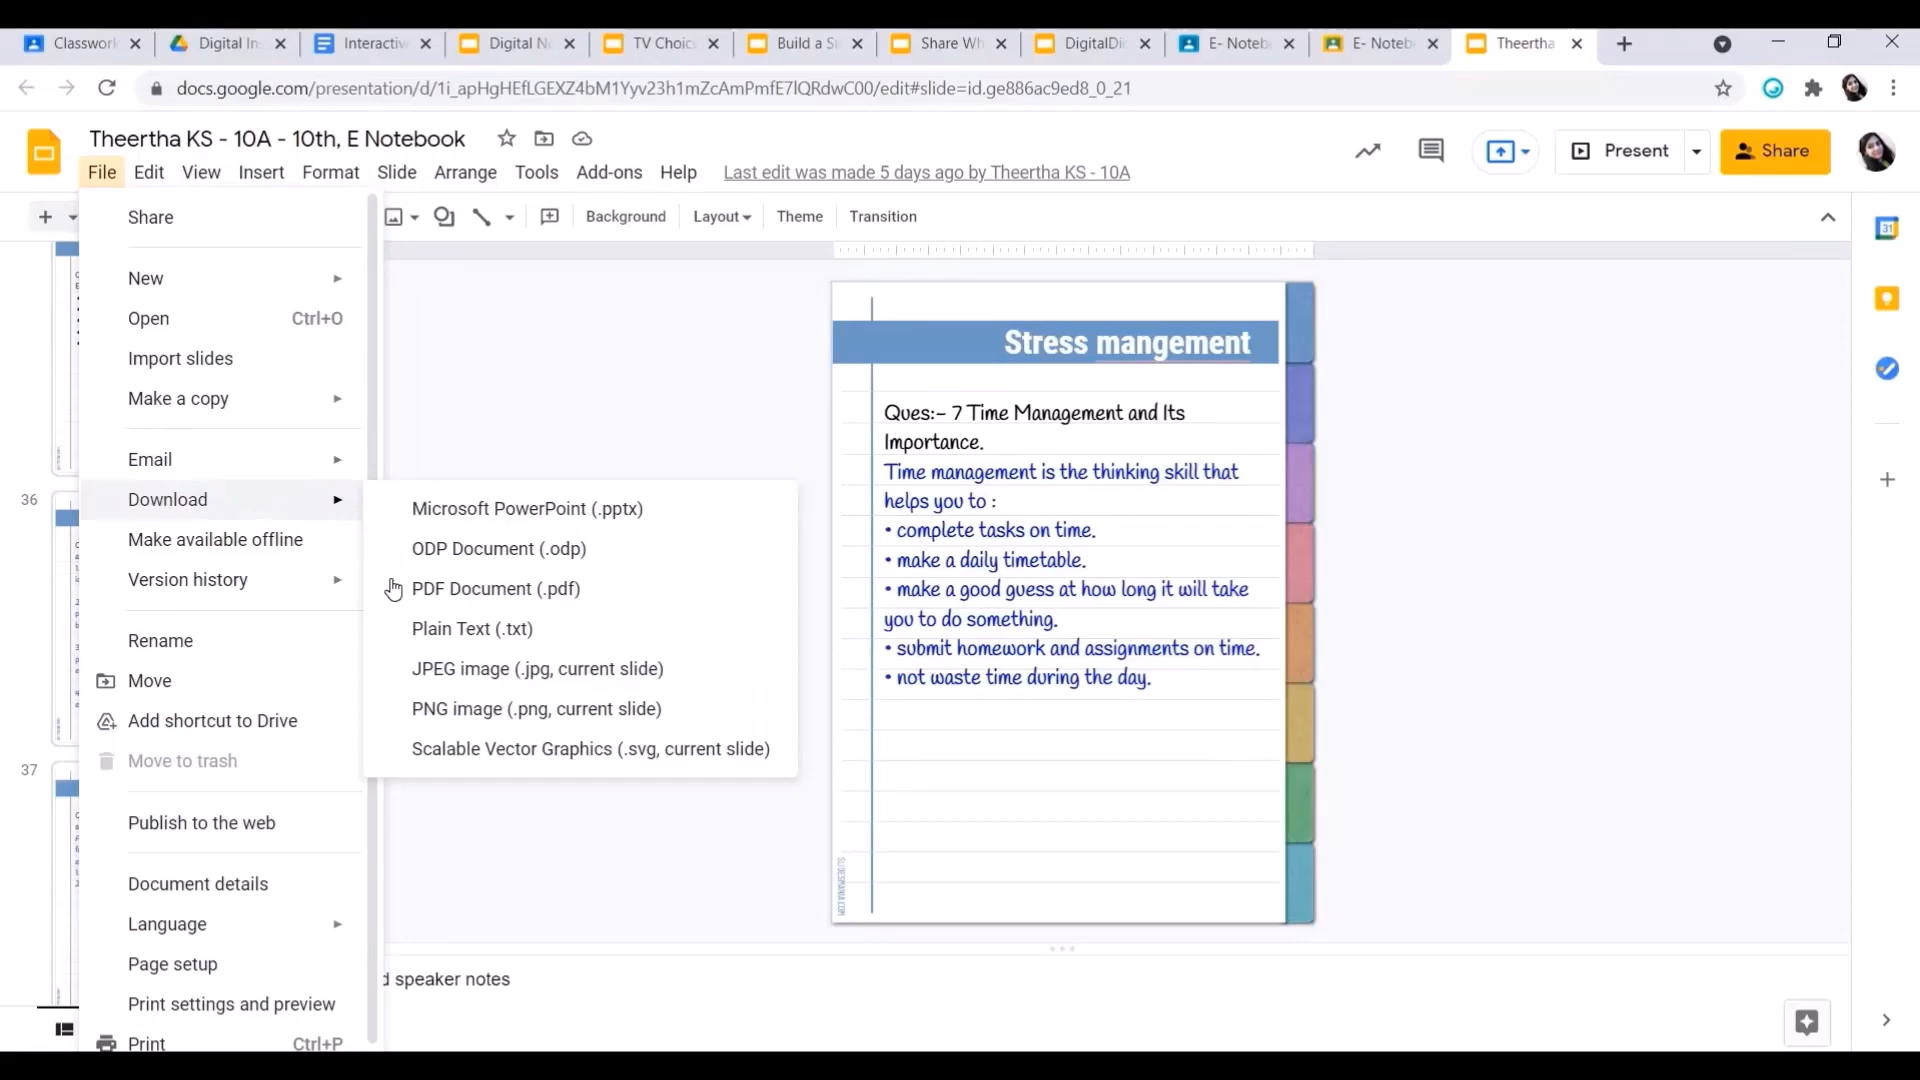 Classwork
Digital In
Interactiv
Digital No
TV Choic
Build a Sn
Share Wh
DigitalDic
E- Noteb
E- Noteb
Theertha
docs.google.com/presentation/d/1i_apHgHEfLGEXZ4bM1Yyv23h1mZcAmPmfE7lQRdwC00/edit#slide=id.ge886ac9ed8_0_21
Theertha KS - 10A - 10th, E Notebook
File Edit View Insert Format Slide Arrange Tools Add-ons Help Last edit was made 5 days ago by Theertha KS - 10A
Present
Share
Background Layout Theme Transition
31
Share
New
Open Ctrl+O
Import slides
Make a copy
Email
Download
Make available offline
Version history
Rename
Move
Add shortcut to Drive
Move to trash
Publish to the web
Document details
Language
Page setup
Print settings and preview
Print Ctrl+P
Microsoft PowerPoint (.pptx)
ODP Document (.odp)
PDF Document (.pdf)
Plain Text (.txt)
JPEG image (.jpg, current slide)
PNG image (.png, current slide)
Scalable Vector Graphics (.svg, current slide)
36
37
Stress mangement
Ques:- 7 Time Management and Its
Importance.
Time management is the thinking skill that
helps you to :
• complete tasks on time.
• make a daily timetable.
• make a good guess at how long it will take
you to do something.
• submit homework and assignments on time.
• not waste time during the day.
SLIDESMANIA.COM
d speaker notes